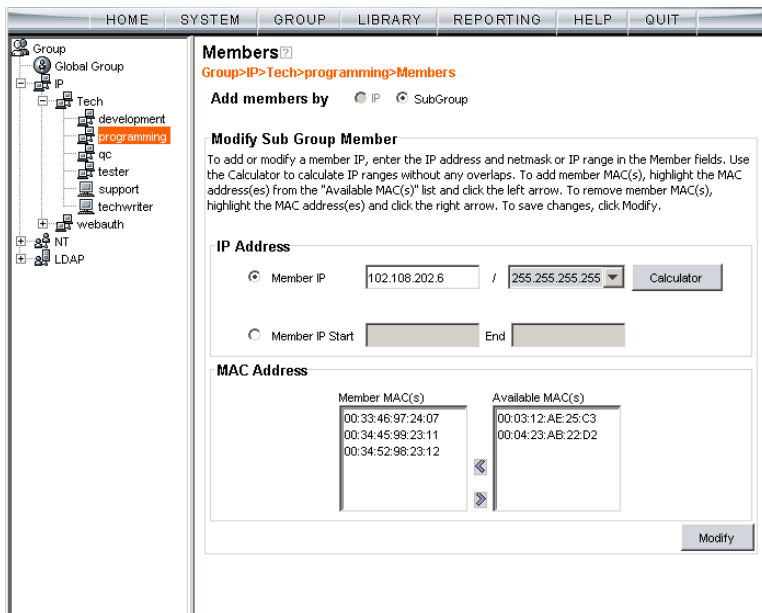 HOME SYSTEM GROUP LIBRARY REPORTING HELP QUIT
Group
Global Group
IP
Tech
development
programming
qc
tester
support
techwriter
webauth
NT
LDAP
Members?
Group>IP>Tech>programming>Members
Add members by IP SubGroup
Modify Sub Group Member
To add or modify a member IP, enter the IP address and netmask or IP range in the Member fields. Use
the Calculator to calculate IP ranges without any overlaps. To add member MAC(s), highlight the MAC
address(es) from the "Available MAC(s)" list and click the left arrow. To remove member MAC(s),
highlight the MAC address(es) and click the right arrow. To save changes, click Modify.
IP Address
Member IP 102.108.202.6 / 255.255.255.255 Calculator
Member IP Start End
MAC Address
Member MAC(s) Available MAC(s)
00:33:46:97:24:07 00:03:12:AE:25:C3
00:34:45:99:23:11 00:04:23:AB:22:D2
00:34:52:98:23:12
Modify